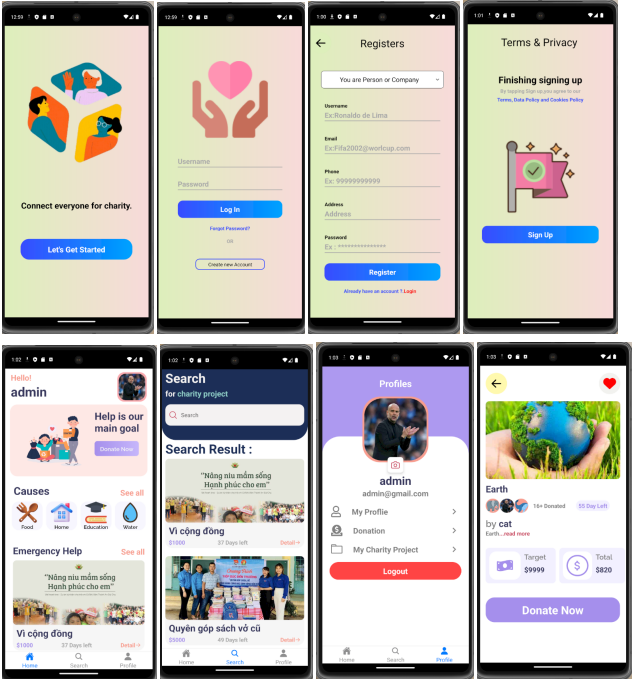 12:59
Connect everyone for charity.
Let's Get Started
12:59
Username
Password
Log In
Forgot Password?
OR
Create new Account
1:00
Registers
You are Person or Company
Username
Ex:Ronaldo de Lima
Email
Ex:Fifa2002@worlcup.com
Phone
Ex: 99999999999
Address
Address
Password
Ex : ***************
Register
Already have an account ? Login
1:01
Terms & Privacy
Finishing signing up
By tapping Sign up,you agree to our
Terms, Data Policy and Cookies Policy
Sign Up
1:02
Hello!
admin
Help is our
main goal
Donate Now
Causes
See all
Food
Home
Education
Water
Emergency Help
See all
"Nâng niu mầm sống
Hạnh phúc cho em"
Vì cộng đồng
$1000
37 Days left
Detail→
Home
Search
Profile
1:02
Search
for charity project
Search
Search Result :
"Nâng niu mầm sống
Hạnh phúc cho em"
Vì cộng đồng
$1000
37 Days left
Detail→
Quyên góp sách vở cũ
$5000
49 Days left
Detail→
Home
Search
Profile
1:03
Profiles
admin
admin@gmail.com
My Profile
Donation
My Charity Project
Logout
Home
Search
Profile
1:03
Earth
16+ Donated
55 Day Left
by cat
Earth...read more
Target
$9999
Total
$820
Donate Now